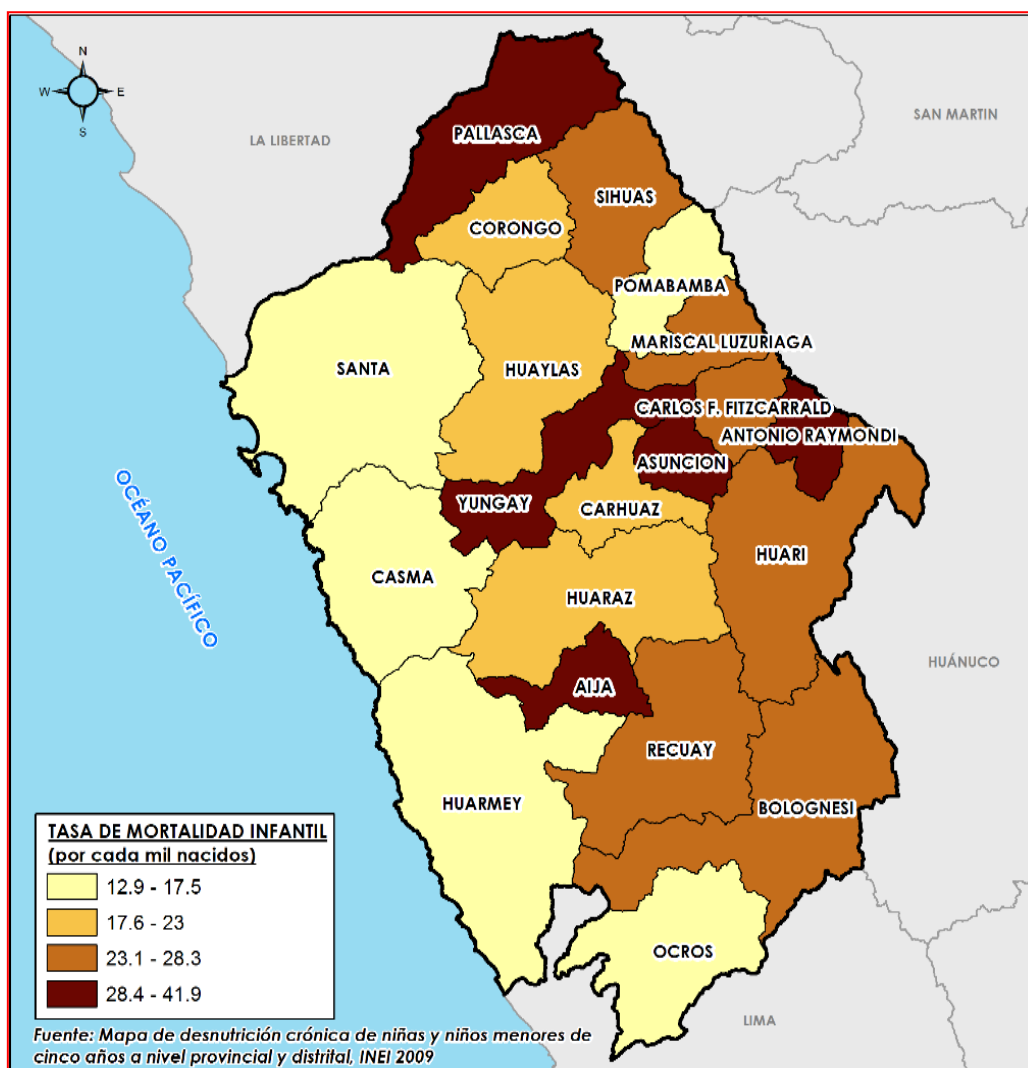 N
W E
S
LA LIBERTAD
SAN MARTIN
PALLASCA
SIHUAS
CORONGO
POMABAMBA
MARISCAL LUZURIAGA
SANTA
HUAYLAS
CARLOS F. FITZCARRALD
ANTONIO RAYMONDI
ASUNCION
YUNGAY
CARHUAZ
OCÉANO PACÍFICO
HUARI
CASMA
HUARAZ
HUÁNUCO
AIJA
RECUAY
HUARMEY
BOLOGNESI
OCROS
LIMA
TASA DE MORTALIDAD INFANTIL
(por cada mil nacidos)
12.9 - 17.5
17.6 - 23
23.1 - 28.3
28.4 - 41.9
Fuente: Mapa de desnutrición crónica de niñas y niños menores de
cinco años a nivel provincial y distrital, INEI 2009